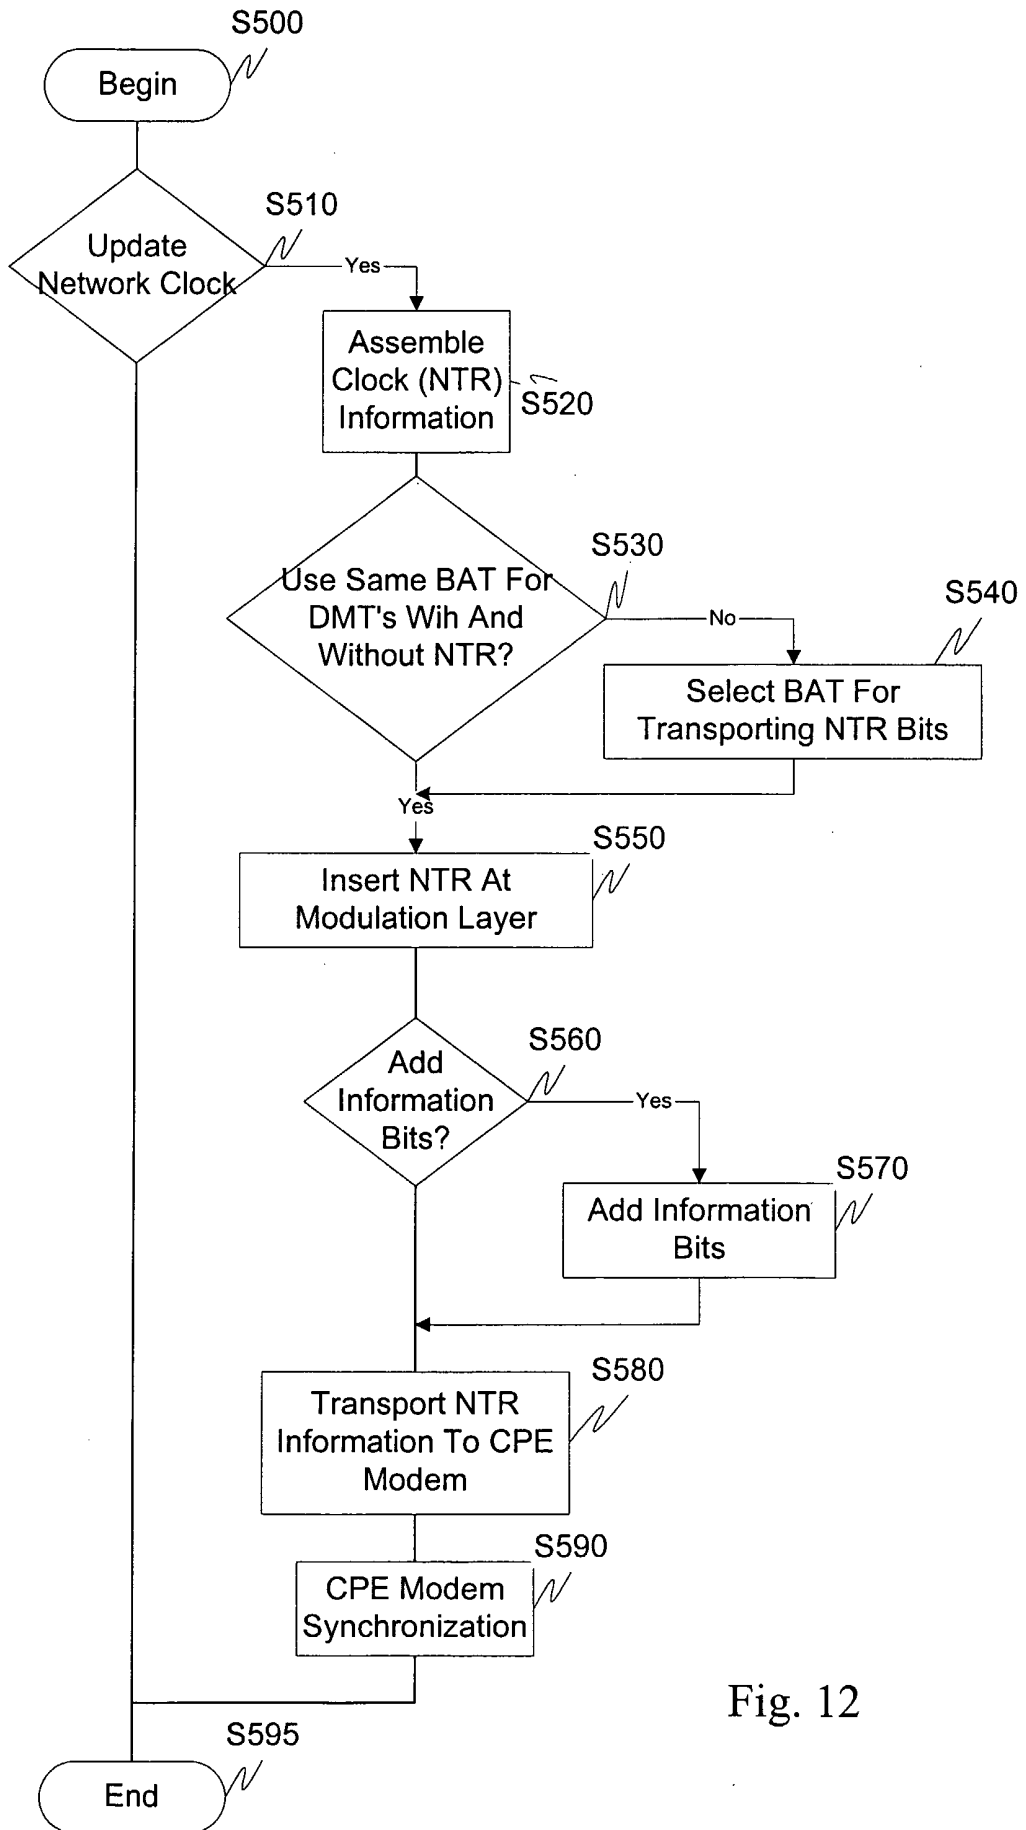 S500
Begin
S510
Update
Network Clock
Yes
Assemble
Clock (NTR)
Information
S520
S530
Use Same BAT For
DMT's Wih And
Without NTR?
No
S540
Select BAT For
Transporting NTR Bits
Yes
S550
Insert NTR At
Modulation Layer
S560
Add
Information
Bits?
Yes
S570
Add Information
Bits
S580
Transport NTR
Information To CPE
Modem
S590
CPE Modem
Synchronization
Fig. 12
S595
End